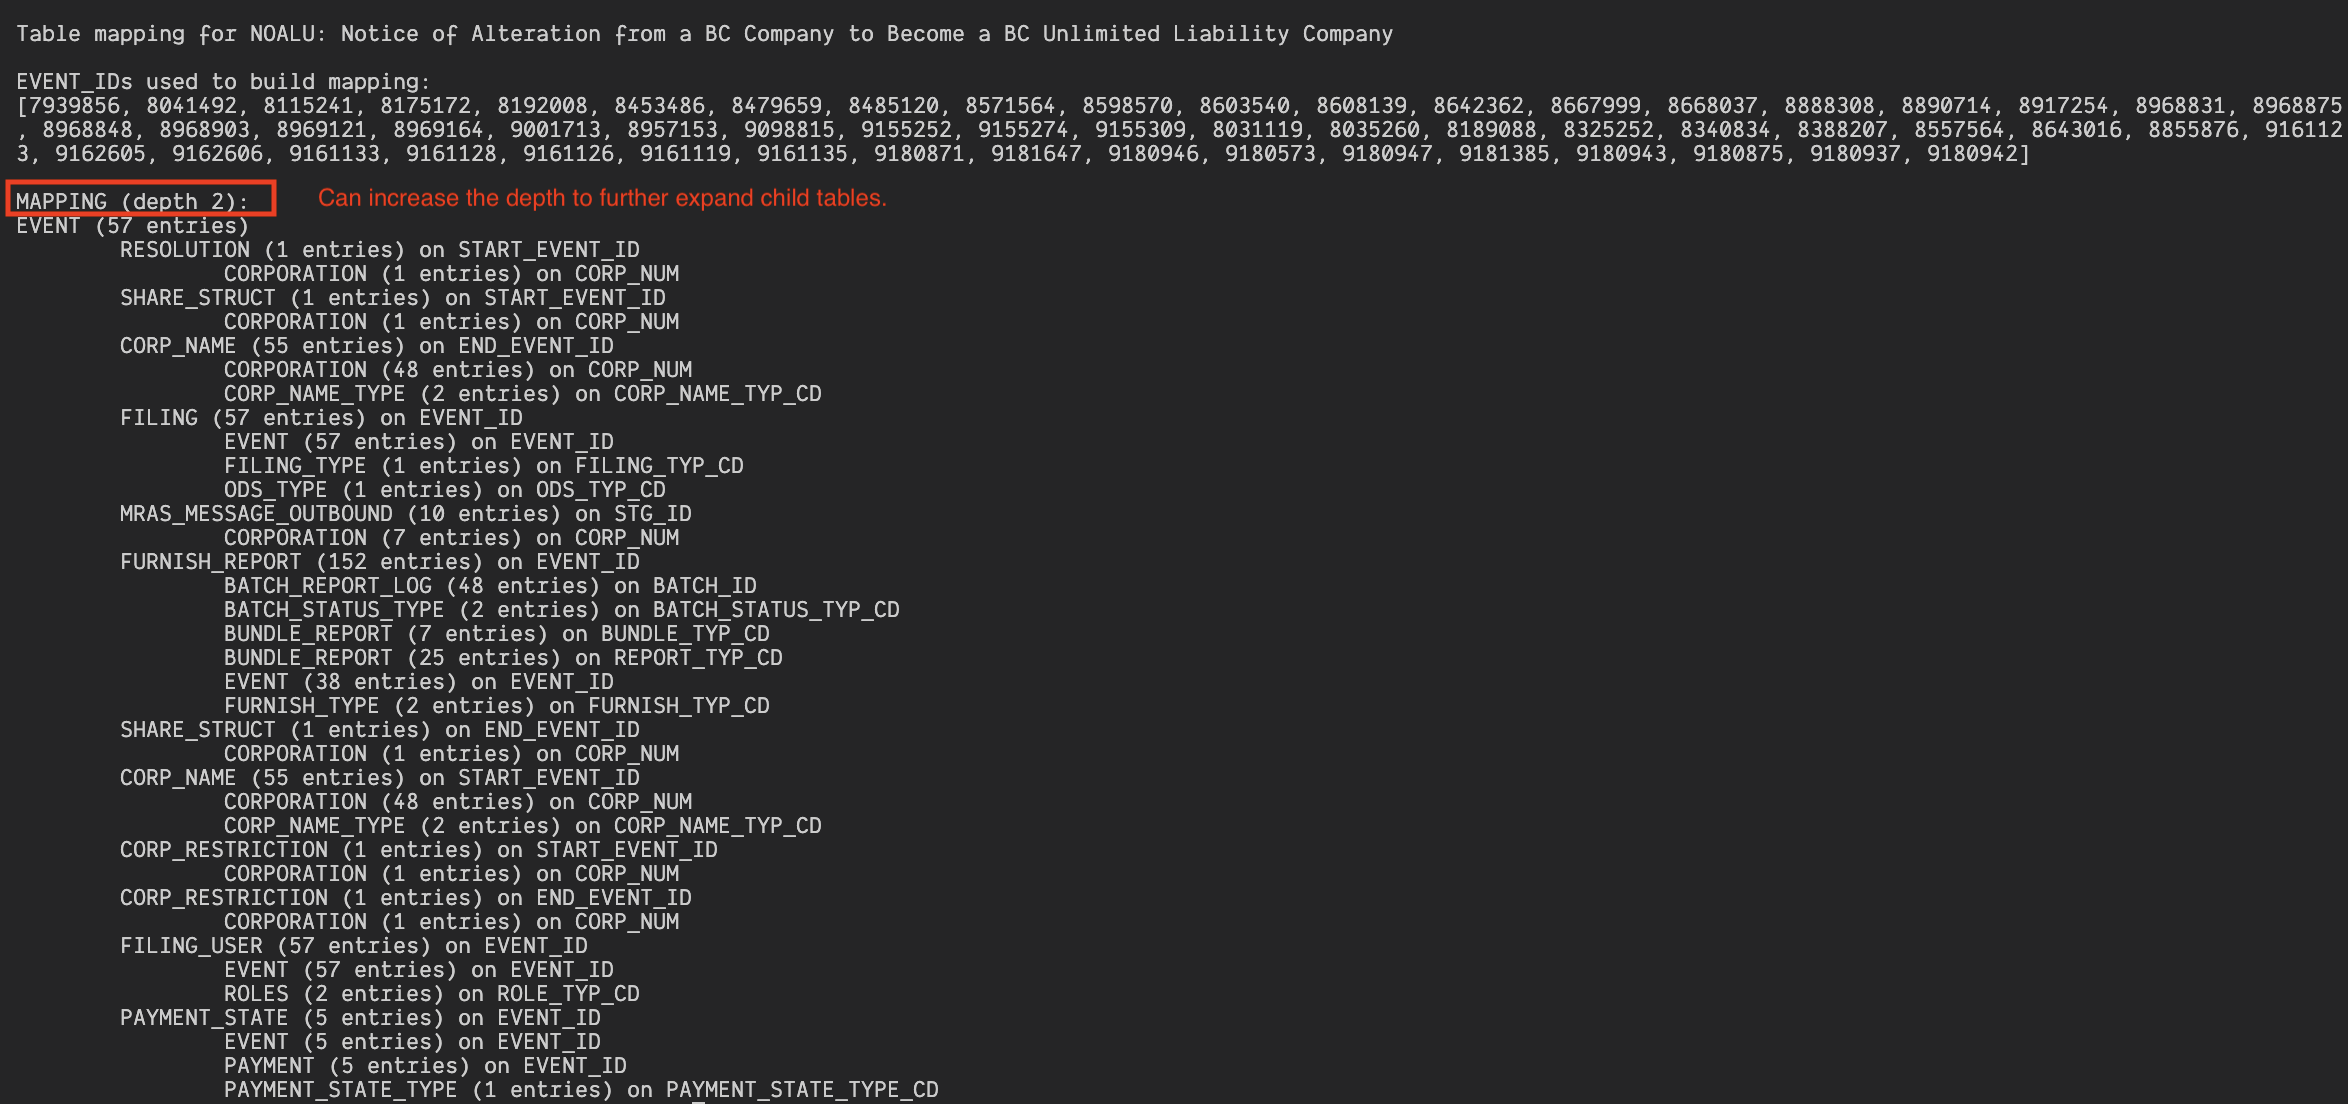 Table mapping for NOALU: Notice of Alteration from a BC Company to Become a BC Unlimited Liability Company
EVENT_IDs used to build mapping:
[7939856, 8041492, 8115241, 8175172, 8192008, 8453486, 8479659, 8485120, 8571564, 8598570, 8603540, 8608139, 8642362, 8667999, 8668037, 8888308, 8890714, 8917254, 8968831, 8968875
, 8968848, 8968903, 8969121, 8969164, 9001713, 8957153, 9098815, 9155252, 9155274, 9155309, 8031119, 8035260, 8189088, 8325252, 8340834, 8388207, 8557564, 8643016, 8855876, 916112
3, 9162605, 9162606, 9161133, 9161128, 9161126, 9161119, 9161135, 9180871, 9181647, 9180946, 9180573, 9180947, 9181385, 9180943, 9180875, 9180937, 9180942]
MAPPING (depth 2): Can increase the depth to further expand child tables.
EVENT (57 entries)
RESOLUTION (1 entries) on START_EVENT_ID
CORPORATION (1 entries) on CORP_NUM
SHARE_STRUCT (1 entries) on START_EVENT_ID
CORPORATION (1 entries) on CORP_NUM
CORP_NAME (55 entries) on END_EVENT_ID
CORPORATION (48 entries) on CORP_NUM
CORP_NAME_TYPE (2 entries) on CORP_NAME_TYP_CD
FILING (57 entries) on EVENT_ID
EVENT (57 entries) on EVENT_ID
FILING_TYPE (1 entries) on FILING_TYP_CD
ODS_TYPE (1 entries) on ODS_TYP_CD
MRAS_MESSAGE_OUTBOUND (10 entries) on STG_ID
CORPORATION (7 entries) on CORP_NUM
FURNISH_REPORT (152 entries) on EVENT_ID
BATCH_REPORT_LOG (48 entries) on BATCH_ID
BATCH_STATUS_TYPE (2 entries) on BATCH_STATUS_TYP_CD
BUNDLE_REPORT (7 entries) on BUNDLE_TYP_CD
BUNDLE_REPORT (25 entries) on REPORT_TYP_CD
EVENT (38 entries) on EVENT_ID
FURNISH_TYPE (2 entries) on FURNISH_TYP_CD
SHARE_STRUCT (1 entries) on END_EVENT_ID
CORPORATION (1 entries) on CORP_NUM
CORP_NAME (55 entries) on START_EVENT_ID
CORPORATION (48 entries) on CORP_NUM
CORP_NAME_TYPE (2 entries) on CORP_NAME_TYP_CD
CORP_RESTRICTION (1 entries) on START_EVENT_ID
CORPORATION (1 entries) on CORP_NUM
CORP_RESTRICTION (1 entries) on END_EVENT_ID
CORPORATION (1 entries) on CORP_NUM
FILING_USER (57 entries) on EVENT_ID
EVENT (57 entries) on EVENT_ID
ROLES (2 entries) on ROLE_TYP_CD
PAYMENT_STATE (5 entries) on EVENT_ID
EVENT (5 entries) on EVENT_ID
PAYMENT (5 entries) on EVENT_ID
PAYMENT_STATE_TYPE (1 entries) on PAYMENT_STATE_TYPE_CD